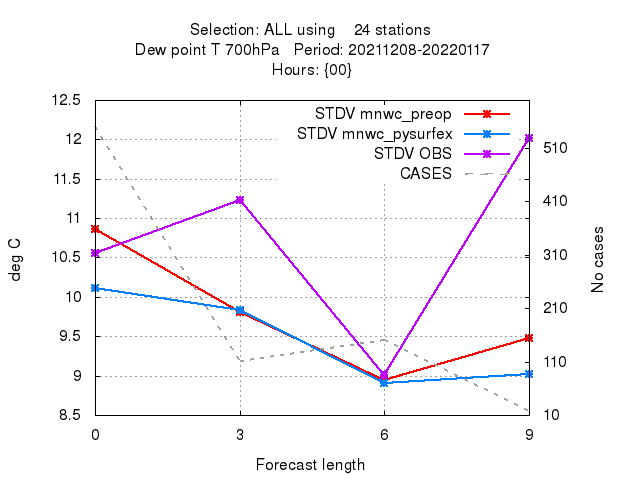 Selection: ALL using 24 stations
Dew point T 700hPa Period: 20211208-20220117
Hours: {00}
STDV mnwc_preop
STDV mnwc_pysurfex
STDV OBS
CASES
deg C
12.5
12
11.5
11
10.5
10
9.5
9
8.5
No cases
510
410
310
210
110
10
0 3 6 9
Forecast length